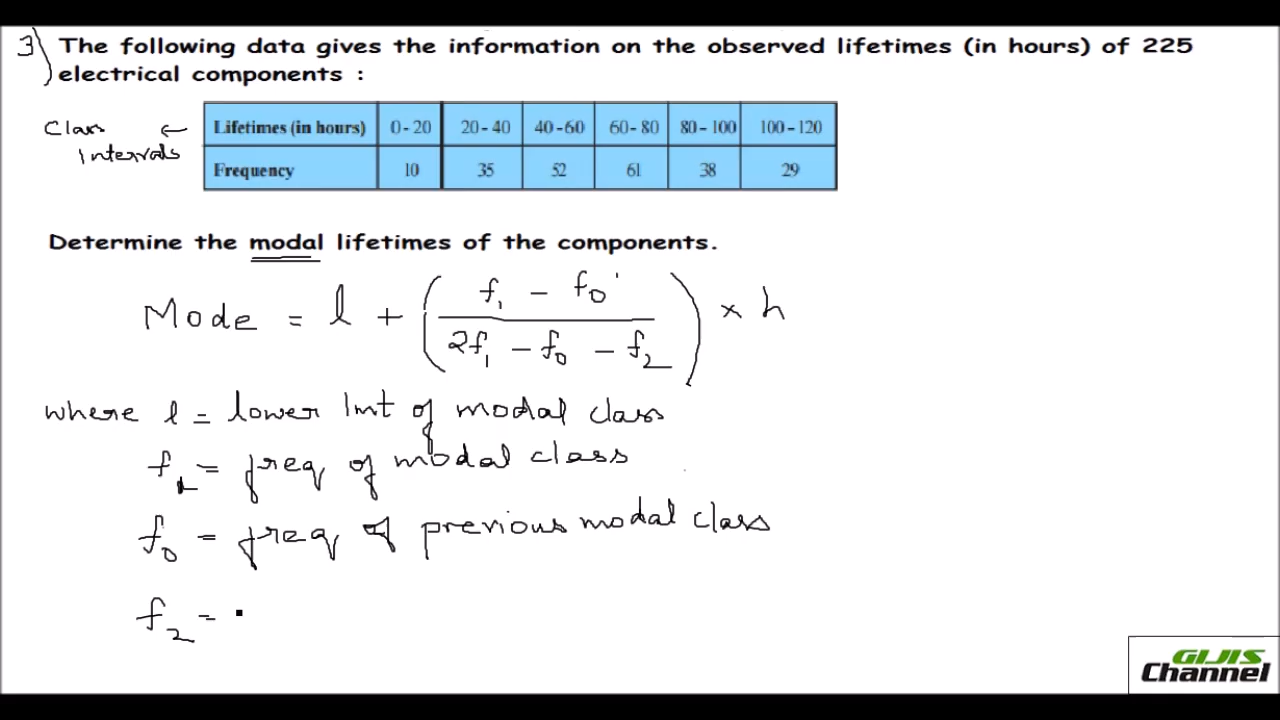 3) The following data gives the information on the observed lifetimes (in hours) of 225
electrical components :
Class Intervals ←
Lifetimes (in hours) 0 - 20 20 - 40 40 - 60 60 - 80 80 - 100 100 - 120
Frequency 10 35 52 61 38 29
Determine the modal lifetimes of the components.
Mode = l + ( f₁ - f₀ / 2f₁ - f₀ - f₂ ) × h
where l = lower lmt of modal class
f₁ = freq of modal class
f₀ = freq of previous modal class
f₂ =
GIJIS
Channel